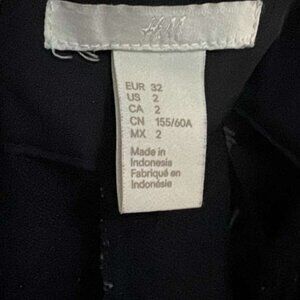 H&M
EUR 32
US 2
CA 2
CN 155/60A
MX 2
Made in
Indonesia
Fabriqué en
Indonésie